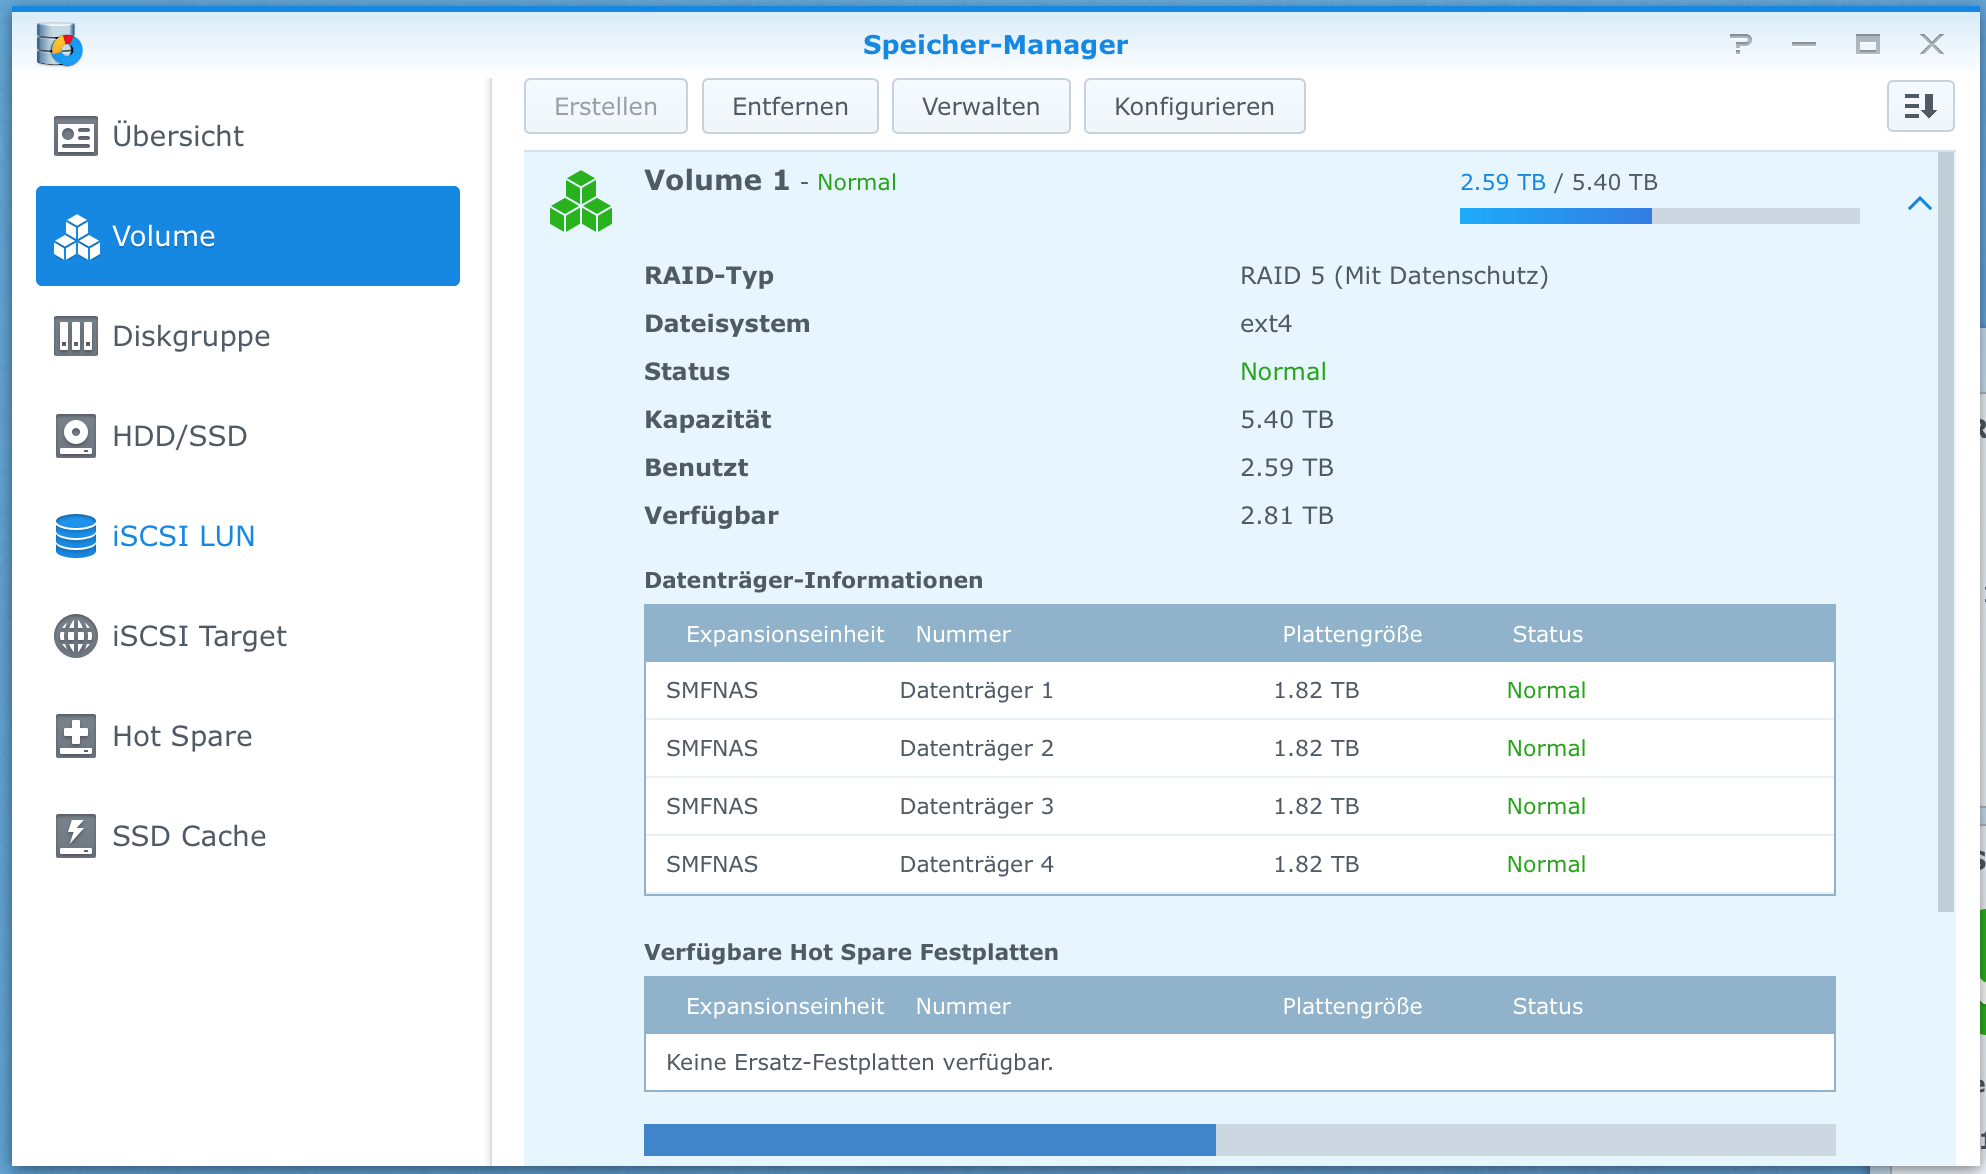 Speicher-Manager
Übersicht
Volume
Diskgruppe
HDD/SSD
iSCSI LUN
iSCSI Target
Hot Spare
SSD Cache
Erstellen Entfernen Verwalten Konfigurieren
Volume 1 - Normal 2.59 TB / 5.40 TB
RAID-Typ RAID 5 (Mit Datenschutz)
Dateisystem ext4
Status Normal
Kapazität 5.40 TB
Benutzt 2.59 TB
Verfügbar 2.81 TB
Datenträger-Informationen
Expansionseinheit Nummer Plattengröße Status
SMFNAS Datenträger 1 1.82 TB Normal
SMFNAS Datenträger 2 1.82 TB Normal
SMFNAS Datenträger 3 1.82 TB Normal
SMFNAS Datenträger 4 1.82 TB Normal
Verfügbare Hot Spare Festplatten
Expansionseinheit Nummer Plattengröße Status
Keine Ersatz-Festplatten verfügbar.